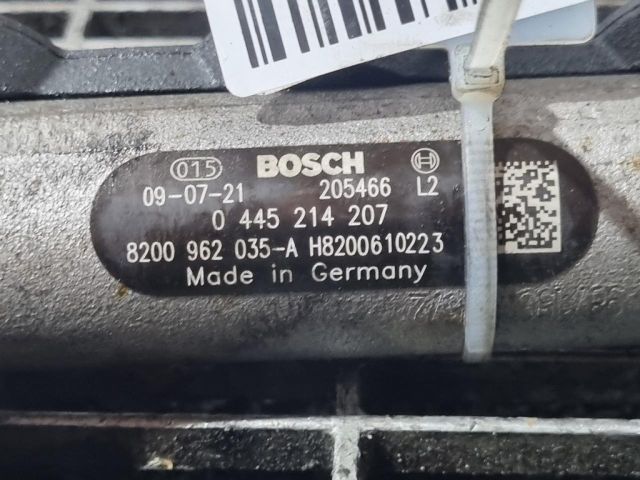 015 BOSCH
09-07-21 205466 L2
0 445 214 207
8200 962 035-A H8200610223
Made in Germany